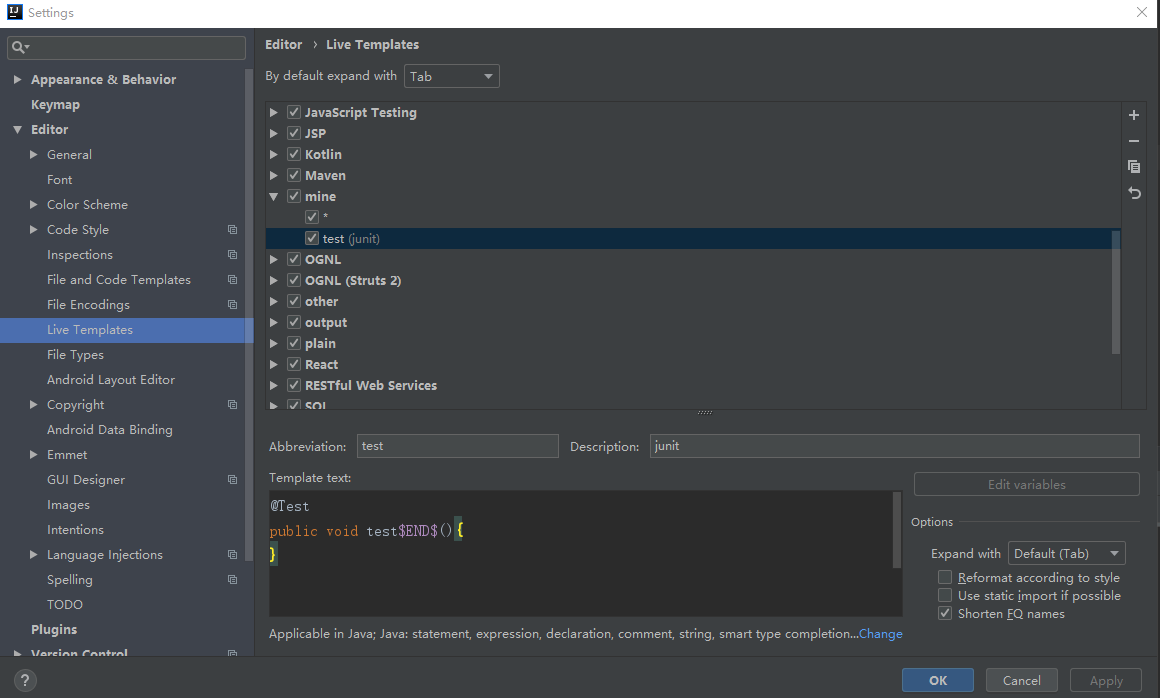 Settings
Appearance & Behavior
Keymap
Editor
General
Font
Color Scheme
Code Style
Inspections
File and Code Templates
File Encodings
Live Templates
File Types
Android Layout Editor
Copyright
Android Data Binding
Emmet
GUI Designer
Images
Intentions
Language Injections
Spelling
TODO
Plugins
Version Control
Editor › Live Templates
By default expand with Tab
JavaScript Testing
JSP
Kotlin
Maven
mine
*
test (junit)
OGNL
OGNL (Struts 2)
other
output
plain
React
RESTful Web Services
SQL
Abbreviation: test Description: junit
Template text:
@Test
public void test$END$(){
}
Edit variables
Options
Expand with Default (Tab)
Reformat according to style
Use static import if possible
Shorten FQ names
Applicable in Java; Java: statement, expression, declaration, comment, string, smart type completion...Change
? OK Cancel Apply